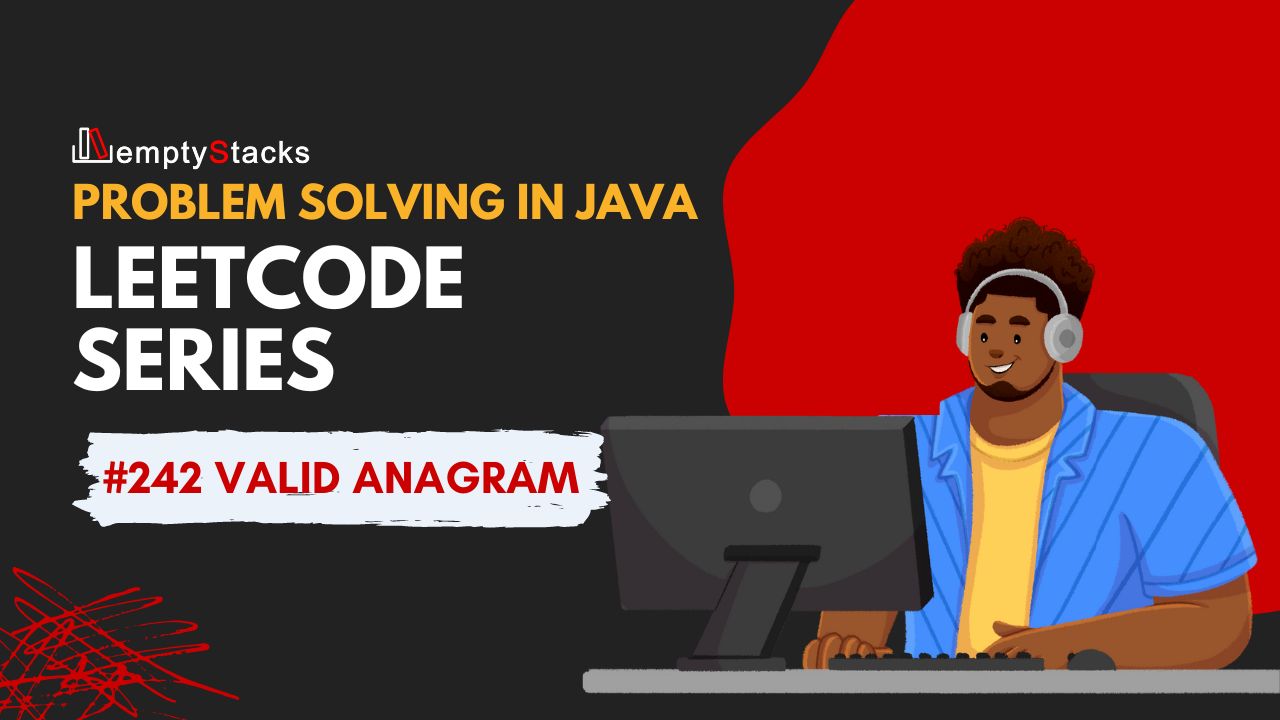 emptyStacks
PROBLEM SOLVING IN JAVA
LEETCODE
SERIES
#242 VALID ANAGRAM